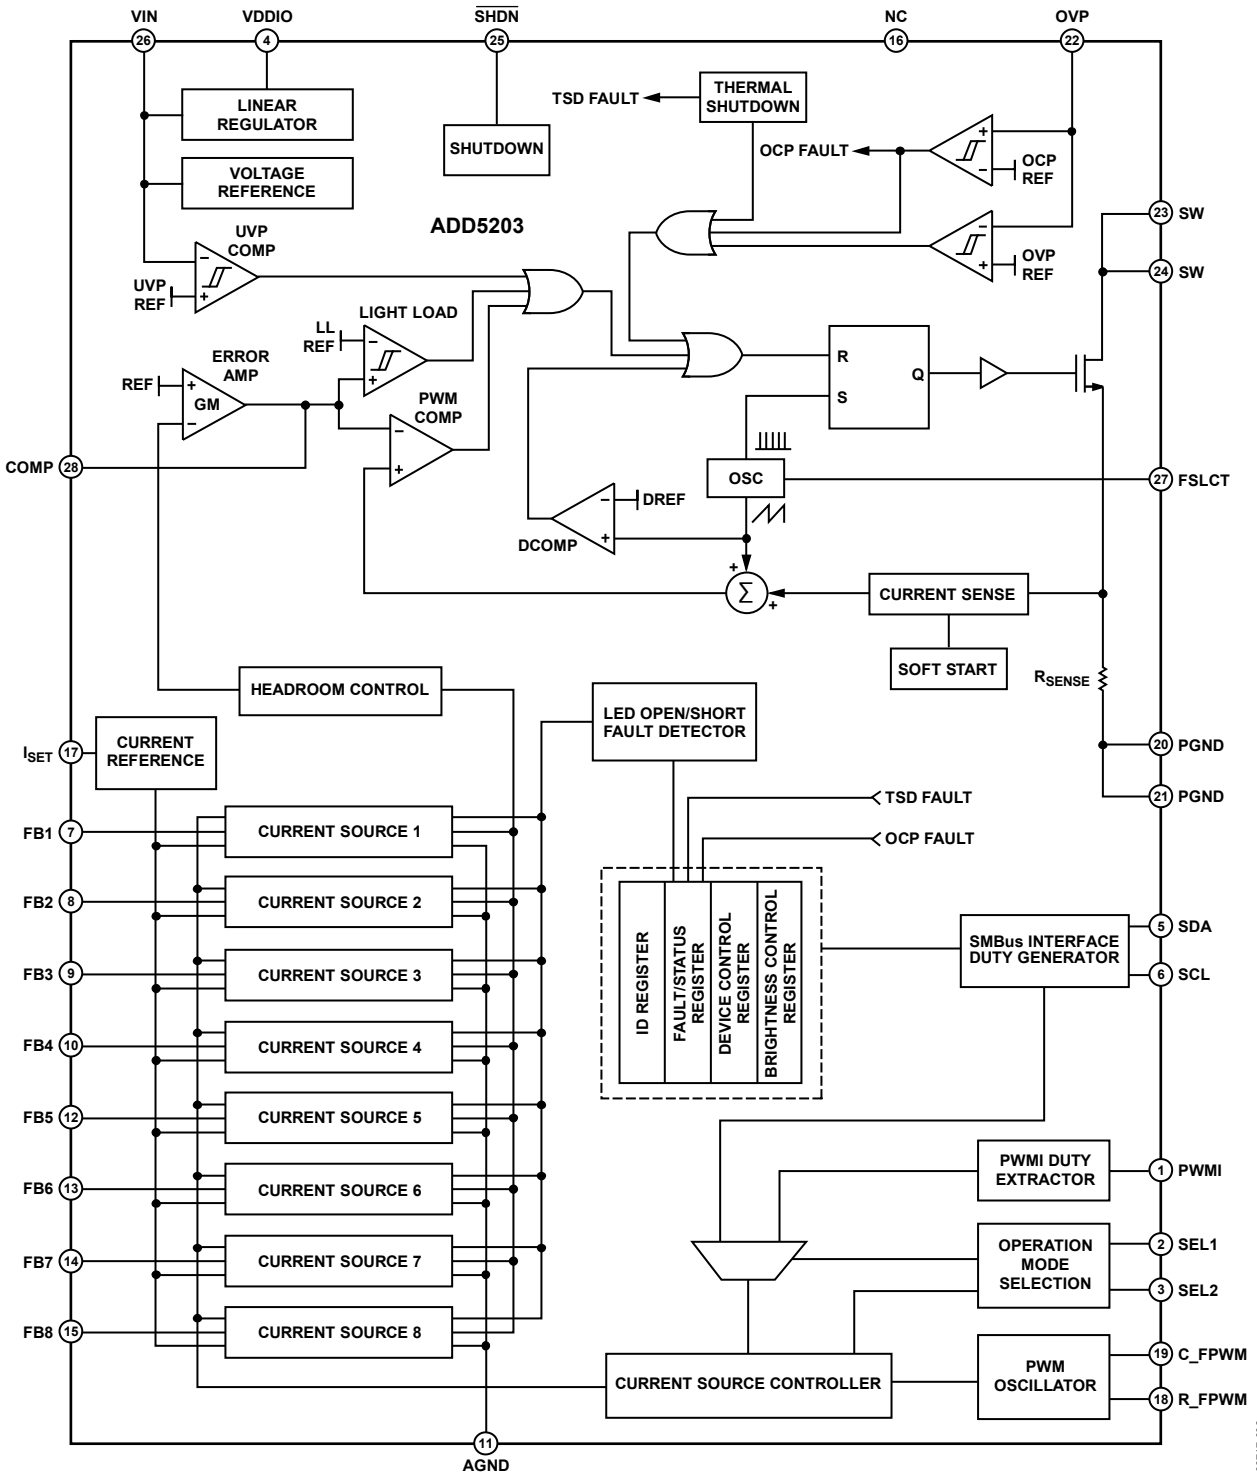 VIN
VDDIO
SHDN
NC
OVP
26
4
25
16
22
LINEAR
REGULATOR
VOLTAGE
REFERENCE
SHUTDOWN
TSD FAULT
THERMAL
SHUTDOWN
OCP FAULT
+
−
OCP
REF
ADD5203
−
+
OVP
REF
23 SW
24 SW
UVP
COMP
−
+
UVP
REF
LIGHT LOAD
LL
REF
−
+
ERROR
AMP
REF
+
GM
−
PWM
COMP
−
+
R
S
Q
COMP 28
OSC
27 FSLCT
−
+
DREF
DCOMP
+
Σ
+
CURRENT SENSE
SOFT START
RSENSE
HEADROOM CONTROL
LED OPEN/SHORT
FAULT DETECTOR
ISET 17
CURRENT
REFERENCE
20 PGND
21 PGND
TSD FAULT
OCP FAULT
FB1 7
CURRENT SOURCE 1
FB2 8
CURRENT SOURCE 2
FB3 9
CURRENT SOURCE 3
FB4 10
CURRENT SOURCE 4
FB5 12
CURRENT SOURCE 5
FB6 13
CURRENT SOURCE 6
FB7 14
CURRENT SOURCE 7
FB8 15
CURRENT SOURCE 8
ID REGISTER
FAULT/STATUS
REGISTER
DEVICE CONTROL
REGISTER
BRIGHTNESS CONTROL
REGISTER
SMBus INTERFACE
DUTY GENERATOR
5 SDA
6 SCL
PWMI DUTY
EXTRACTOR
1 PWMI
OPERATION
MODE
SELECTION
2 SEL1
3 SEL2
CURRENT SOURCE CONTROLLER
PWM
OSCILLATOR
19 C_FPWM
18 R_FPWM
11
AGND